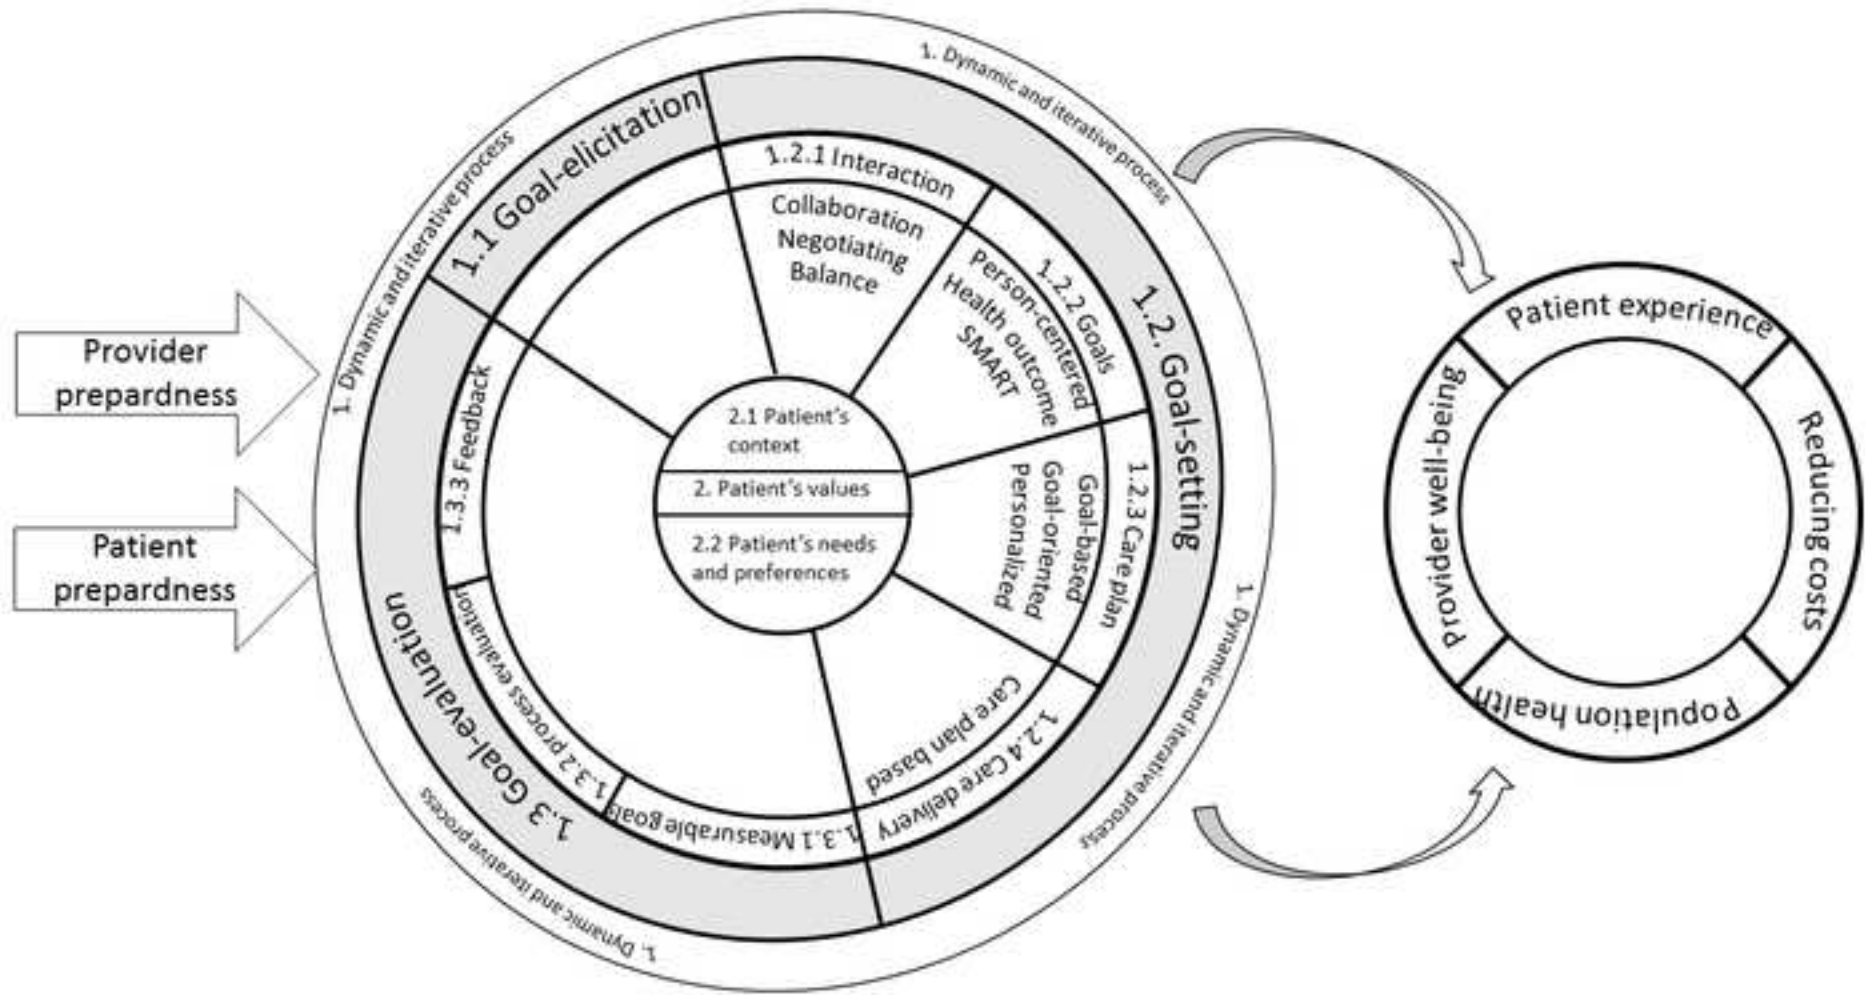 Provider
prepardness
Patient
prepardness
1. Dynamic and iterative process
1. Dynamic and iterative process
1. Dynamic and iterative process
1. Dynamic and iterative process
1.1 Goal-elicitation
1.2. Goal-setting
1.2.1 Interaction
Collaboration
Negotiating
Balance
1.2.2 Goals
Person-centered
Health outcome
SMART
1.2.3 Care plan
Goal-based
Goal-oriented
Personalized
1.2.4 Care delivery
Care plan based
1.3 Goal-evaluation
1.3.1 Measurable goals
1.3.2 process evaluation
1.3.3 Feedback
2.1 Patient's
context
2. Patient's values
2.2 Patient's needs
and preferences
Patient experience
Reducing costs
Population health
Provider well-being